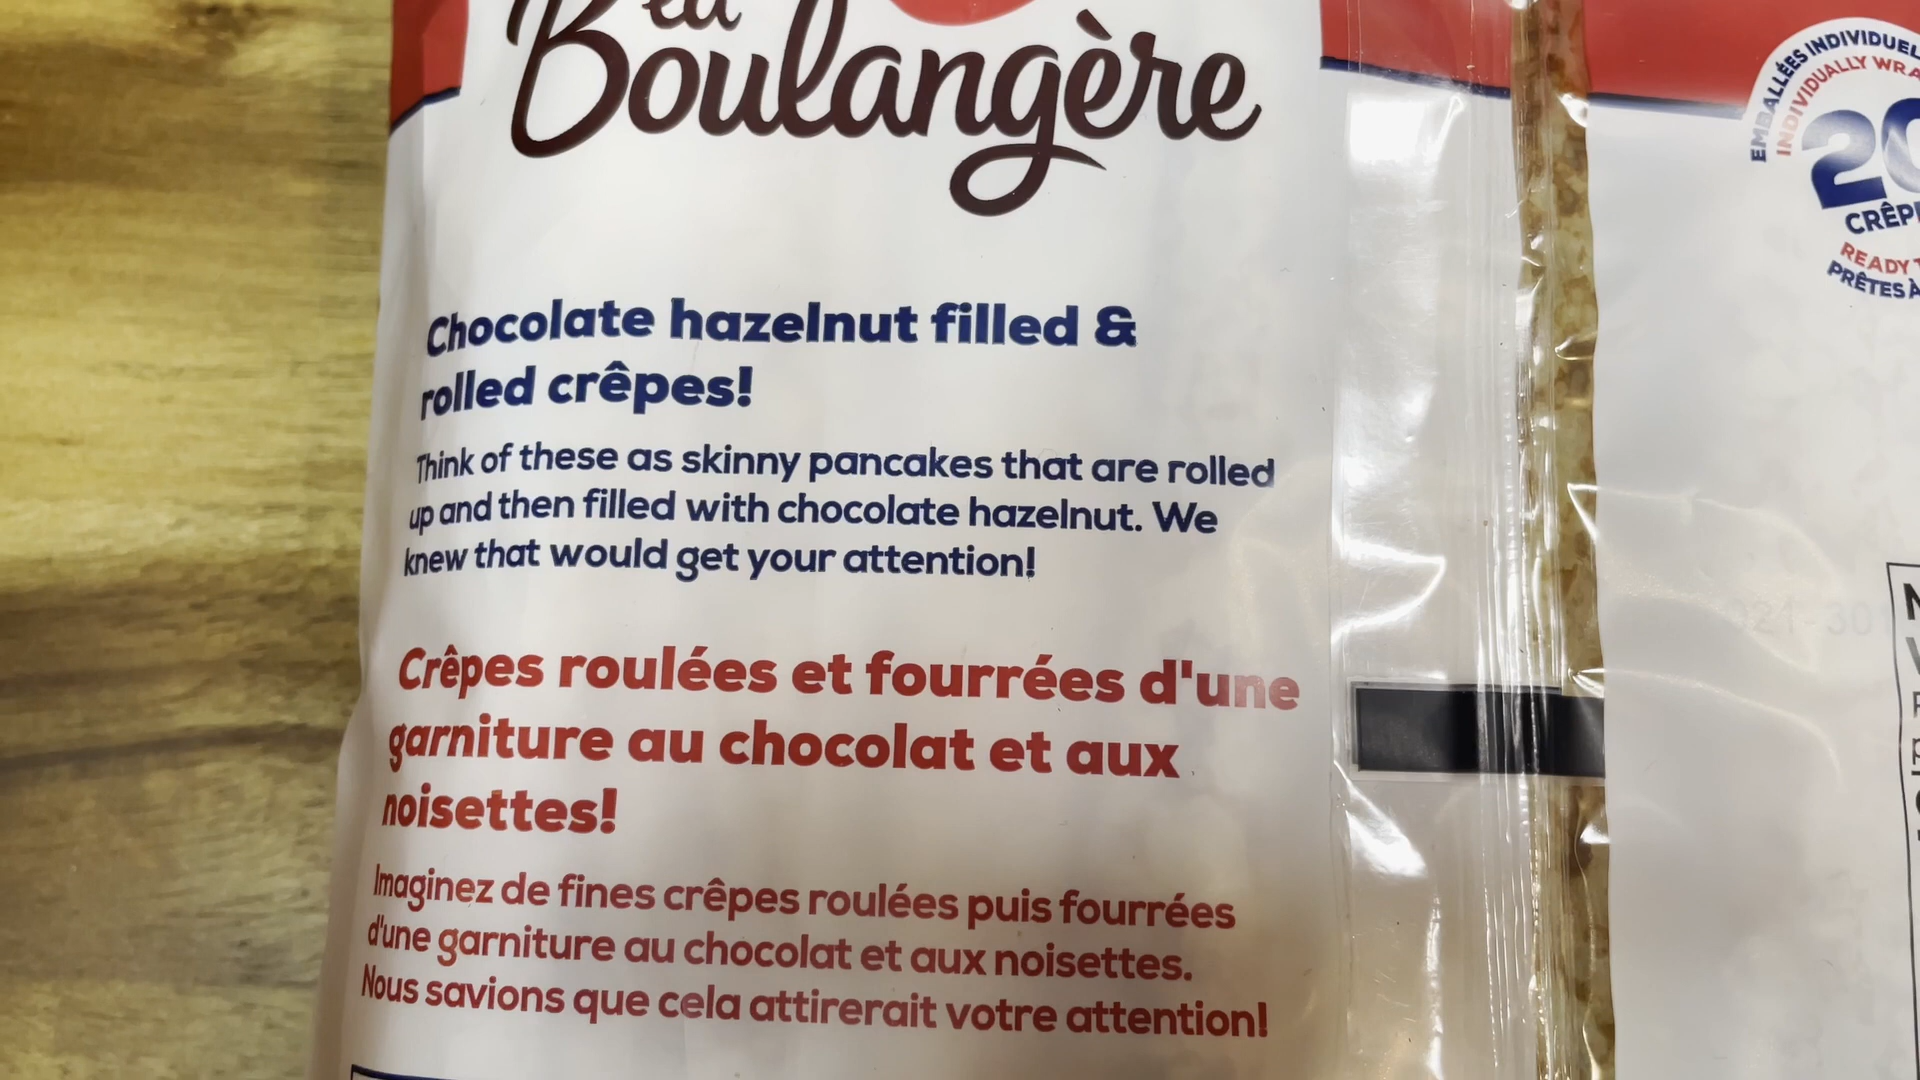 la
Boulangère
Chocolate hazelnut filled &
rolled crêpes!
Think of these as skinny pancakes that are rolled
up and then filled with chocolate hazelnut. We
knew that would get your attention!
Crêpes roulées et fourrées d'une
garniture au chocolat et aux
noisettes!
Imaginez de fines crêpes roulées puis fourrées
d'une garniture au chocolat et aux noisettes.
Nous savions que cela attirerait votre attention!
EMBALLÉES
INDIVIDUALLY
20
READY
PRÊTES À